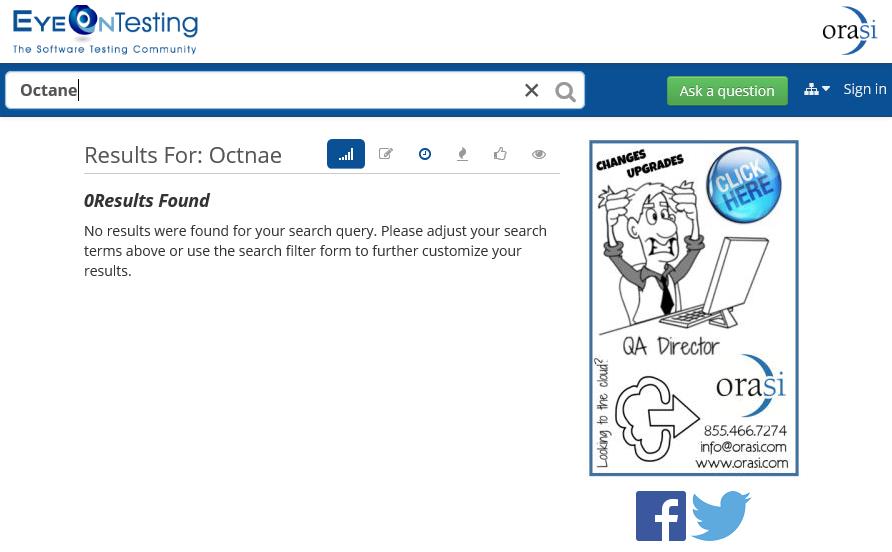 EYEONTESTING
The Software Testing Community
orasi
Octane
Ask a question
Sign in
Results For: Octnae
0Results Found
No results were found for your search query. Please adjust your search
terms above or use the search filter form to further customize your
results.
CHANGES
UPGRADES
CLICK
HERE
QA Director
Looking to the cloud?
orasi
855.466.7274
info@orasi.com
www.orasi.com